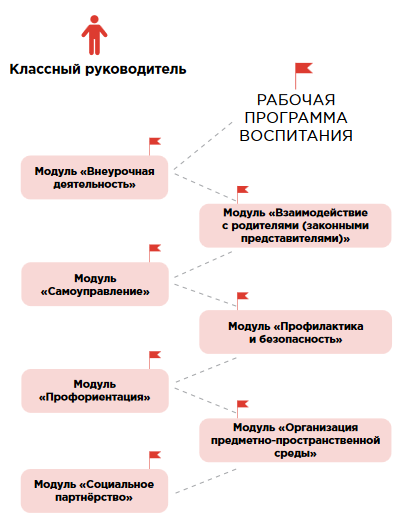 Классный руководитель
РАБОЧАЯ
ПРОГРАММА
ВОСПИТАНИЯ
Модуль «Внеурочная
деятельность»
Модуль «Взаимодействие
с родителями (законными
представителями)»
Модуль
«Самоуправление»
Модуль «Профилактика
и безопасность»
Модуль
«Профориентация»
Модуль «Организация
предметно-пространственной
среды»
Модуль «Социальное
партнёрство»